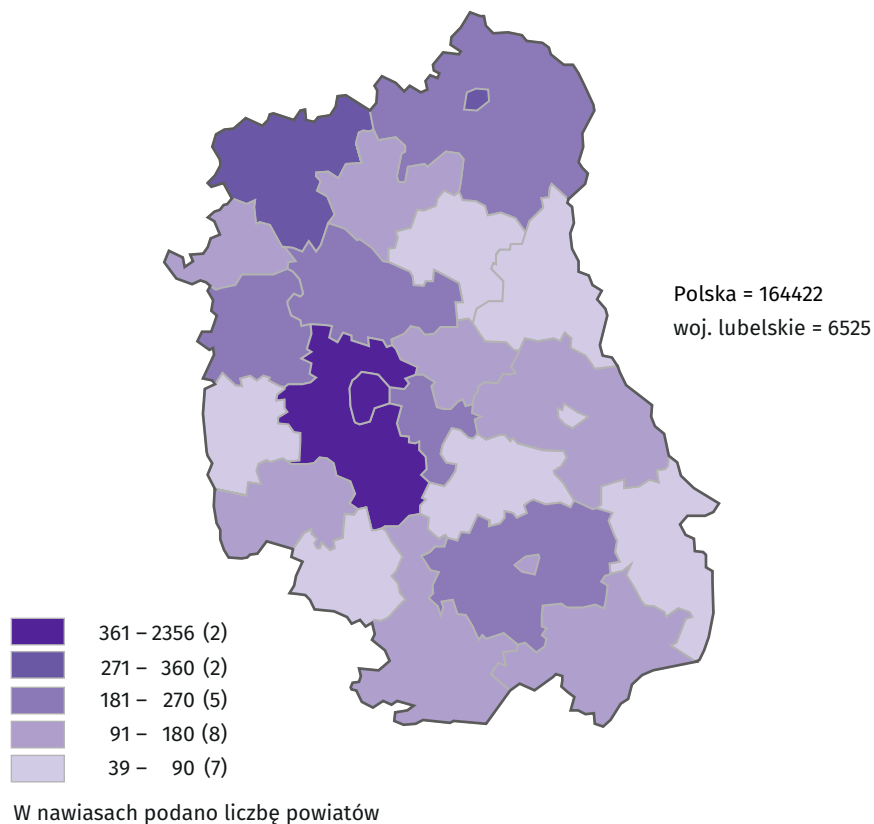 Polska = 164422
woj. lubelskie = 6525
361 – 2356 (2)
271 – 360 (2)
181 – 270 (5)
91 – 180 (8)
39 – 90 (7)
W nawiasach podano liczbę powiatów